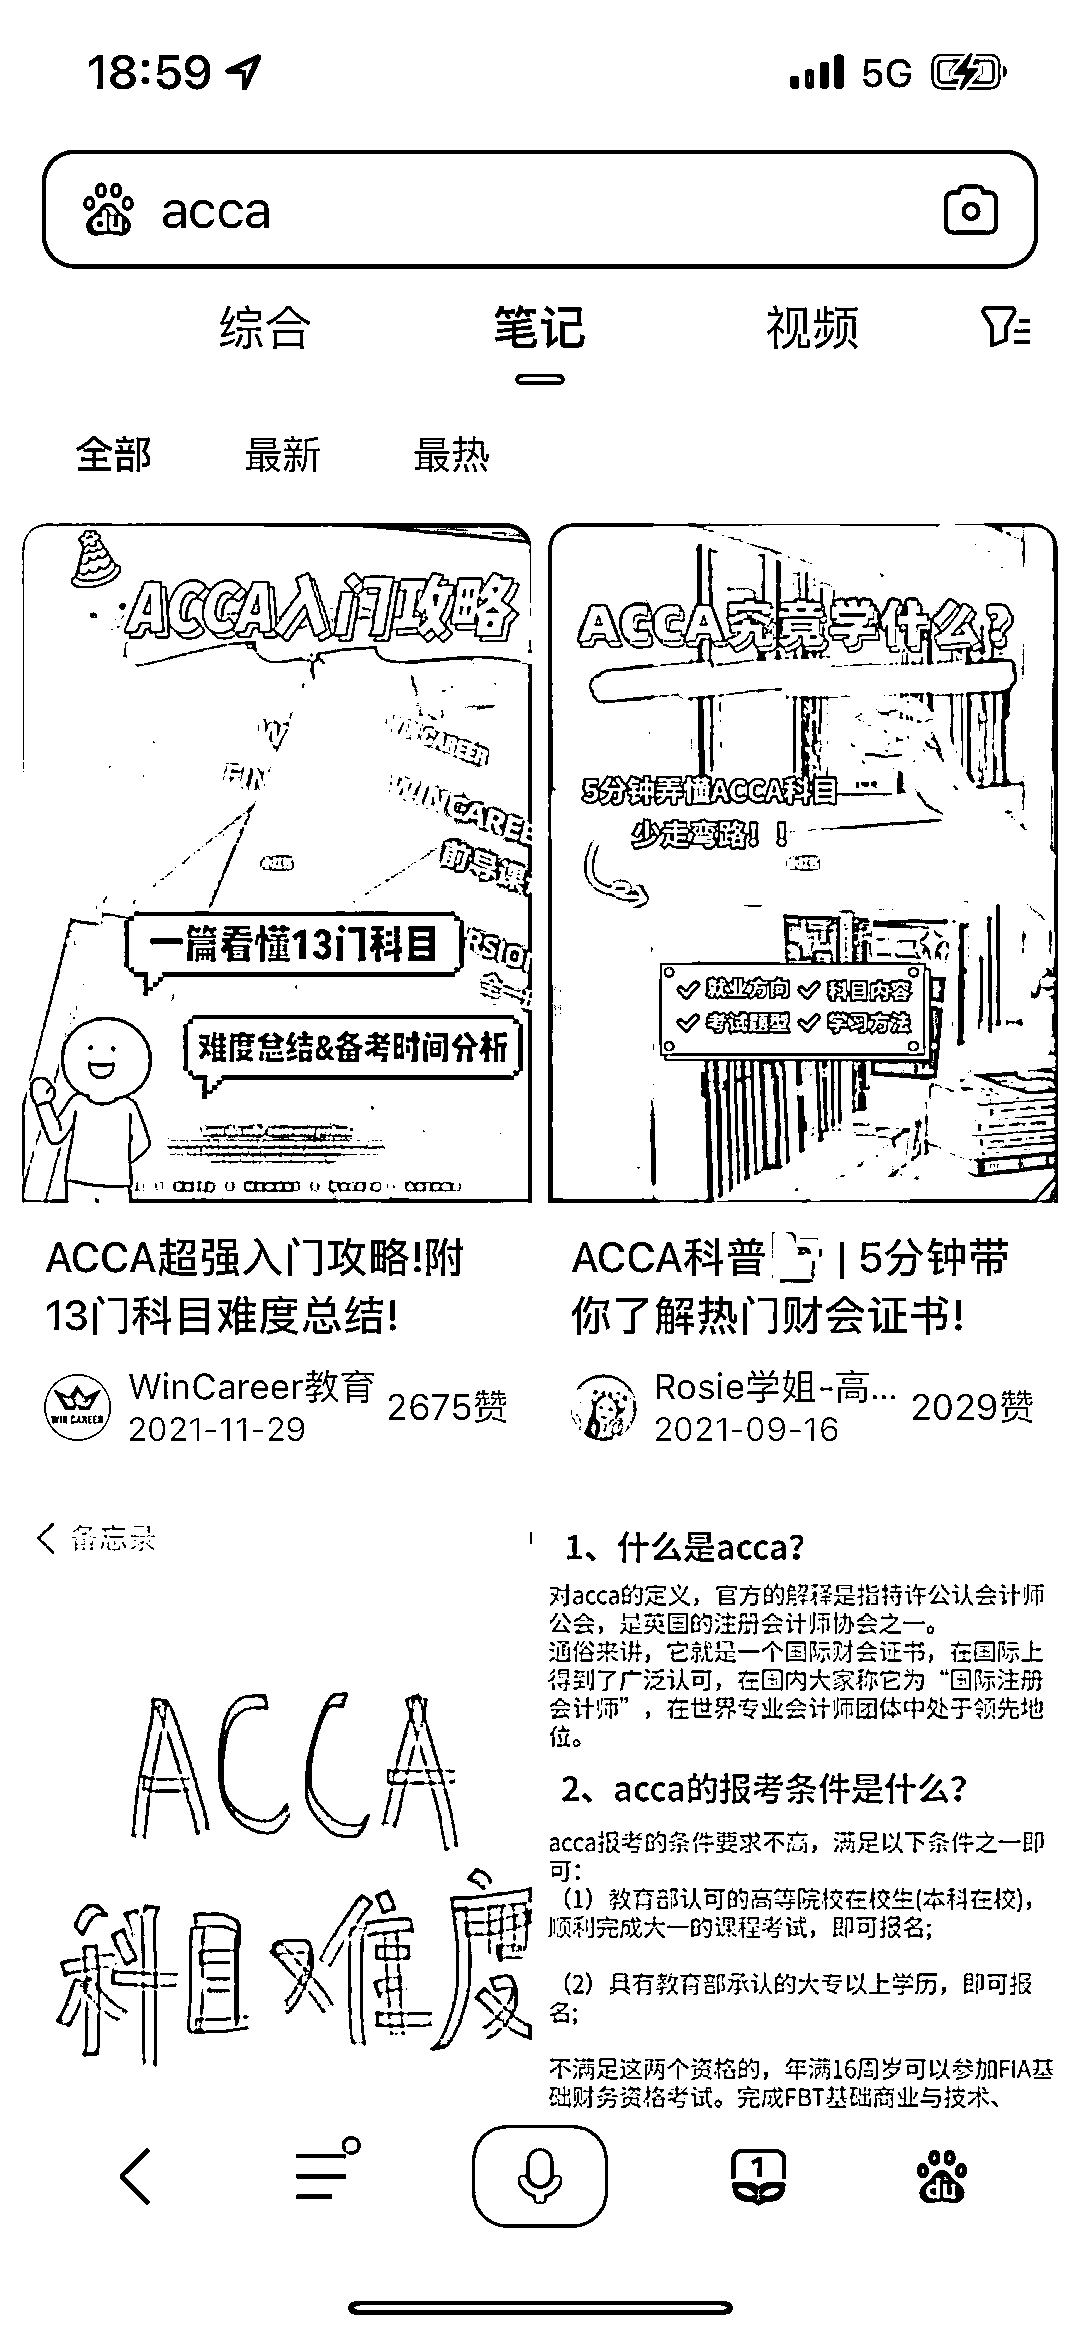 18:59
5G
du acca
综合 笔记 视频
全部 最新 最热
ACCA入门攻略
WINCAREER
WINCAREE
前导课
一篇看懂13门科目
难度总结&备考时间分析
ACCA超强入门攻略!附
13门科目难度总结!
WIN CAREER
WinCareer教育
2021-11-29
2675赞
ACCA究竟学什么?
5分钟弄懂ACCA科目
少走弯路！！
就业方向 科目内容
考试题型 学习方法
ACCA科普 | 5分钟带
你了解热门财会证书!
Rosie学姐-高...
2021-09-16
2029赞
备忘录
ACCA
科目难度
1、什么是acca?
对acca的定义，官方的解释是指特许公认会计师
公会，是英国的注册会计师协会之一。
通俗来讲，它就是一个国际财会证书，在国际上
得到了广泛认可，在国内大家称它为“国际注册
会计师”，在世界专业会计师团体中处于领先地
位。
2、acca的报考条件是什么?
acca报考的条件要求不高，满足以下条件之一即
可：
（1）教育部认可的高等院校在校生(本科在校)，
顺利完成大一的课程考试，即可报名;
（2）具有教育部承认的大专以上学历，即可报
名;
不满足这两个资格的，年满16周岁可以参加FIA基
础财务资格考试。完成FBT基础商业与技术、
1
du